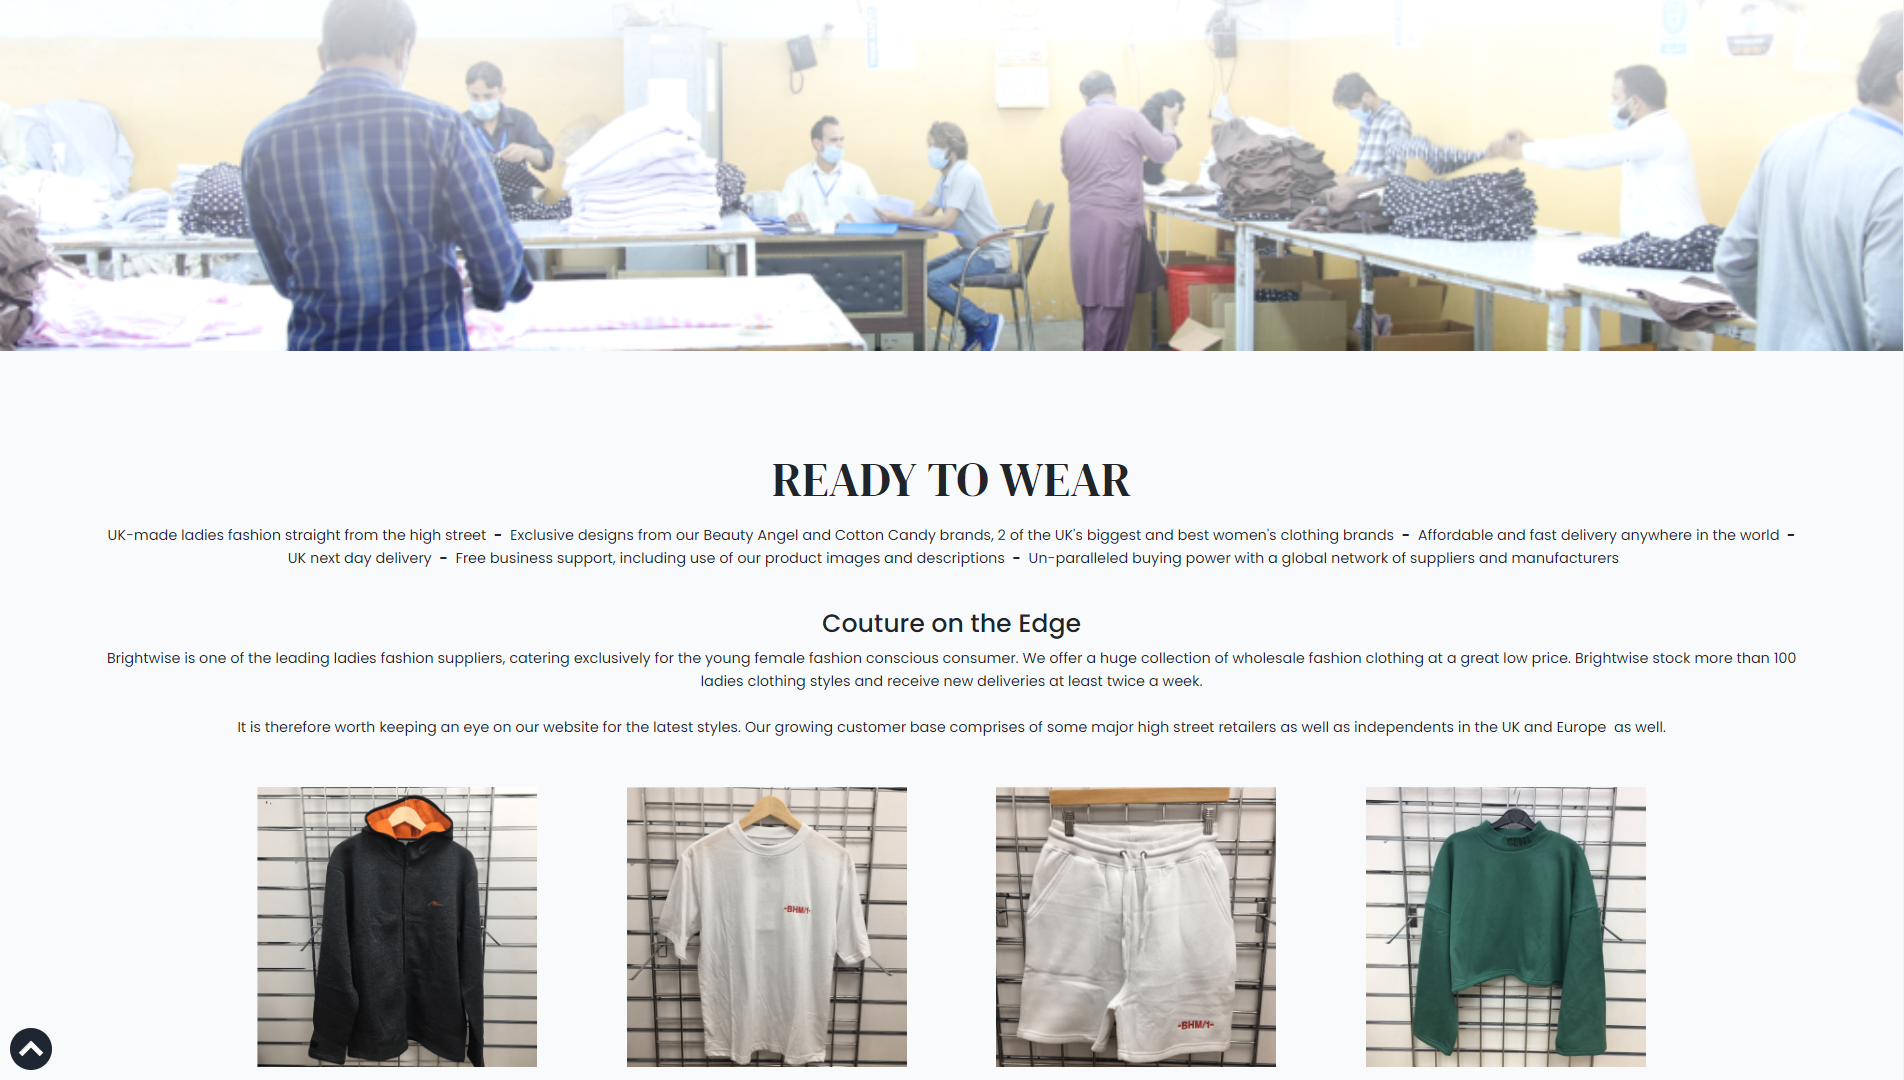 READY TO WEAR
UK-made ladies fashion straight from the high street - Exclusive designs from our Beauty Angel and Cotton Candy brands, 2 of the UK's biggest and best women's clothing brands - Affordable and fast delivery anywhere in the world -
UK next day delivery - Free business support, including use of our product images and descriptions - Un-paralleled buying power with a global network of suppliers and manufacturers
Couture on the Edge
Brightwise is one of the leading ladies fashion suppliers, catering exclusively for the young female fashion conscious consumer. We offer a huge collection of wholesale fashion clothing at a great low price. Brightwise stock more than 100
ladies clothing styles and receive new deliveries at least twice a week.
It is therefore worth keeping an eye on our website for the latest styles. Our growing customer base comprises of some major high street retailers as well as independents in the UK and Europe as well.
-BHM/1-
-BHM/1-